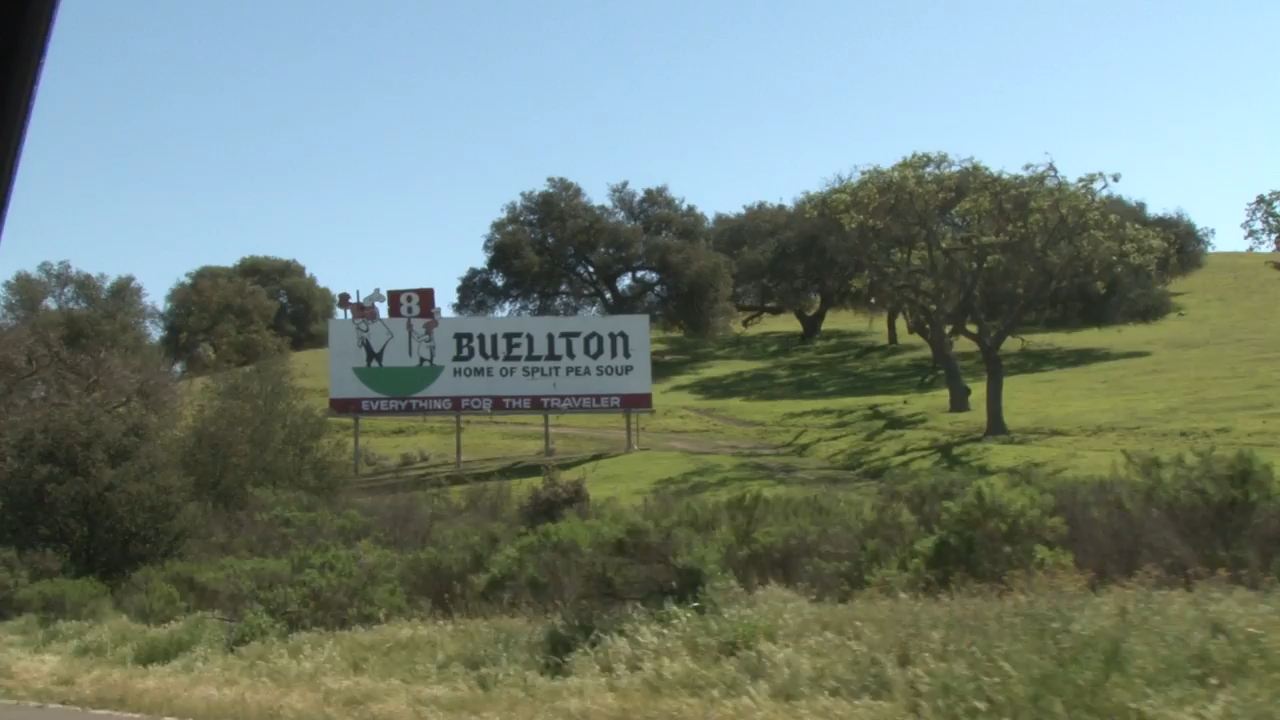 8
BUELLTON
HOME OF SPLIT PEA SOUP
EVERYTHING FOR THE TRAVELER